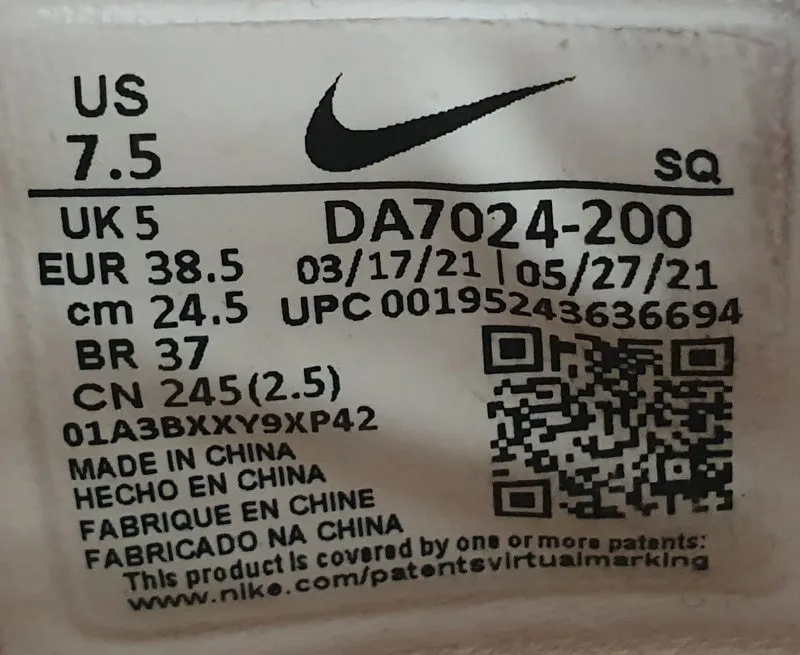 US
7.5
SQ
UK 5 DA7024-200
EUR 38.5 03/17/21 | 05/27/21
cm 24.5 UPC 00195243636694
BR 37
CN 245(2.5)
01A3BXXY9XP42
MADE IN CHINA
HECHO EN CHINA
FABRIQUE EN CHINE
FABRICADO NA CHINA
This product is covered by one or more patents:
www.nike.com/patentsvirtualmarking